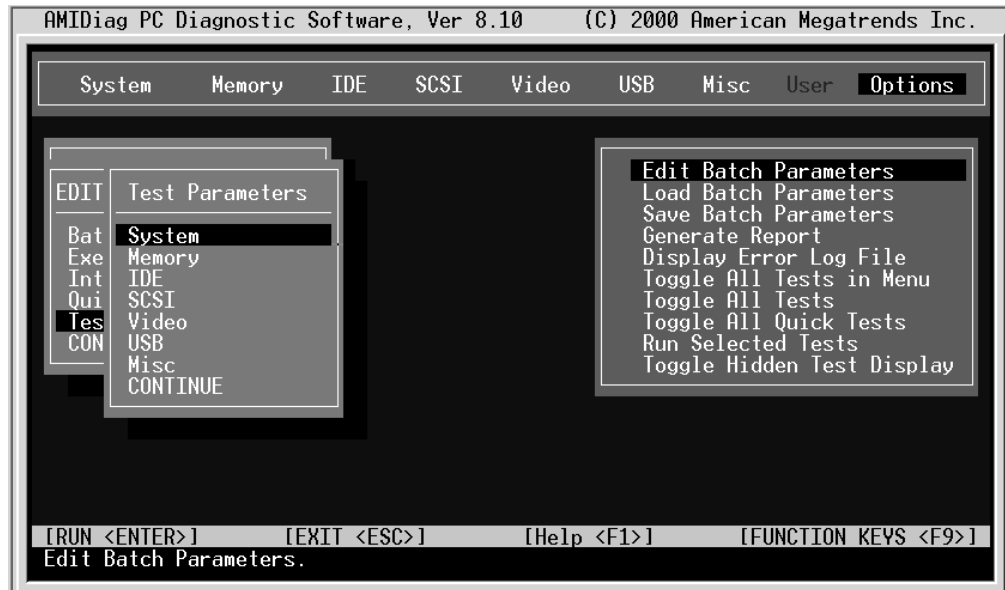 AMIDiag PC Diagnostic Software, Ver 8.10 (C) 2000 American Megatrends Inc.
System Memory IDE SCSI Video USB Misc User Options
EDIT
Bat
Exe
Int
Qui
Tes
CON
Test Parameters
System
Memory
IDE
SCSI
Video
USB
Misc
CONTINUE
Edit Batch Parameters
Load Batch Parameters
Save Batch Parameters
Generate Report
Display Error Log File
Toggle All Tests in Menu
Toggle All Tests
Toggle All Quick Tests
Run Selected Tests
Toggle Hidden Test Display
[RUN <ENTER>] [EXIT <ESC>] [Help <F1>] [FUNCTION KEYS <F9>]
Edit Batch Parameters.